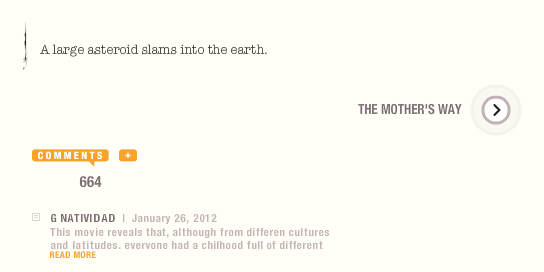 A large asteroid slams into the earth.
THE MOTHER'S WAY
COMMENTS +
664
G NATIVIDAD | January 26, 2012
This movie reveals that, although from differen cultures
and latitudes. everyone had a chilhood full of different
READ MORE